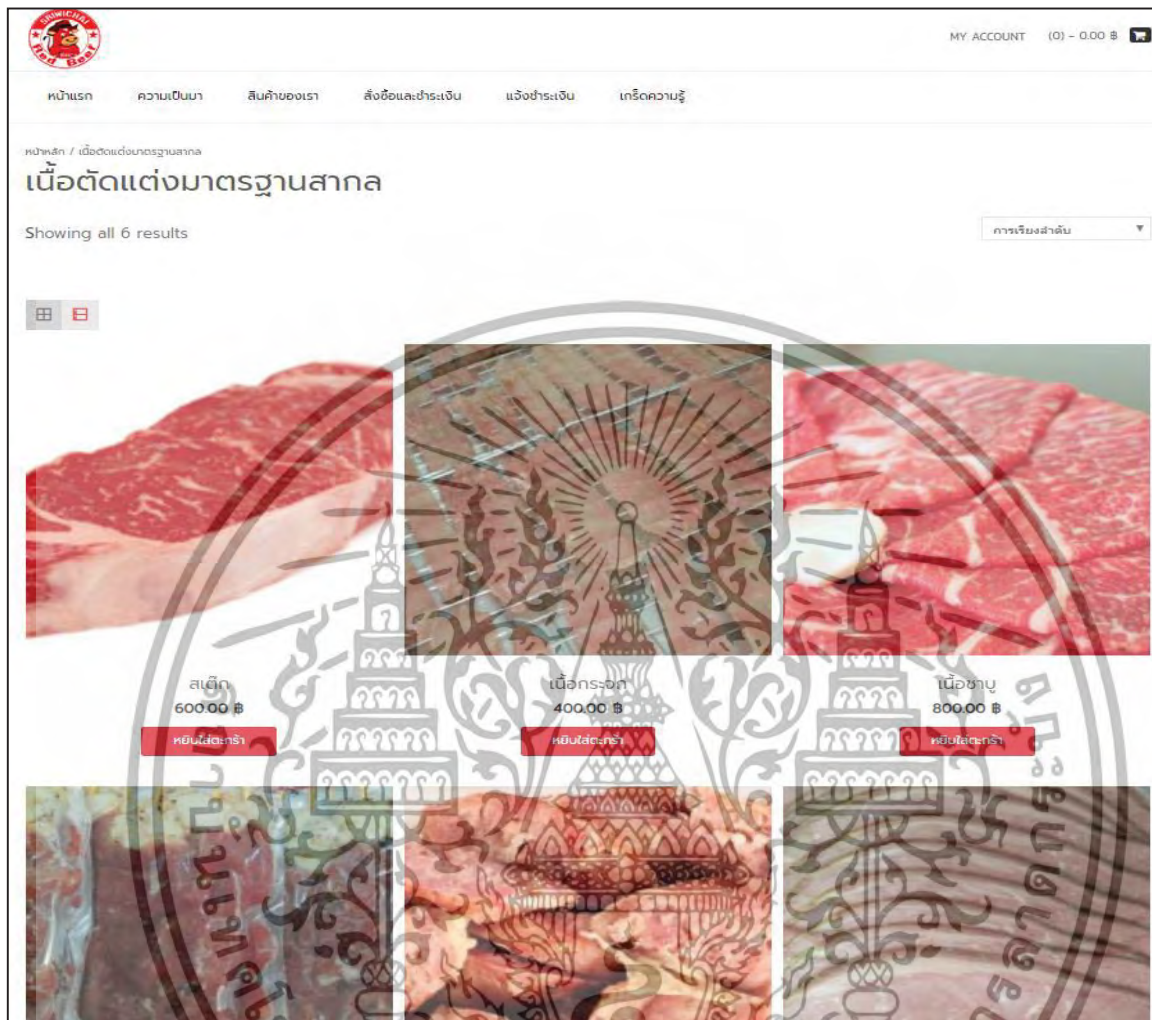 SRIWICHAI
Red Beef
MY ACCOUNT (0) - 0.00 ฿
หน้าแรก ความเป็นมา สินค้าของเรา สั่งซื้อและชำระเงิน แจ้งชำระเงิน เกร็ดความรู้
หน้าหลัก / เนื้อตัดแต่งมาตรฐานสากล
เนื้อตัดแต่งมาตรฐานสากล
Showing all 6 results
การเรียงลำดับ
สเต๊ก เนื้อกระจก เนื้อชาบู
600.00 ฿ 400.00 ฿ 800.00 ฿
หยิบใส่ตะกร้า หยิบใส่ตะกร้า หยิบใส่ตะกร้า